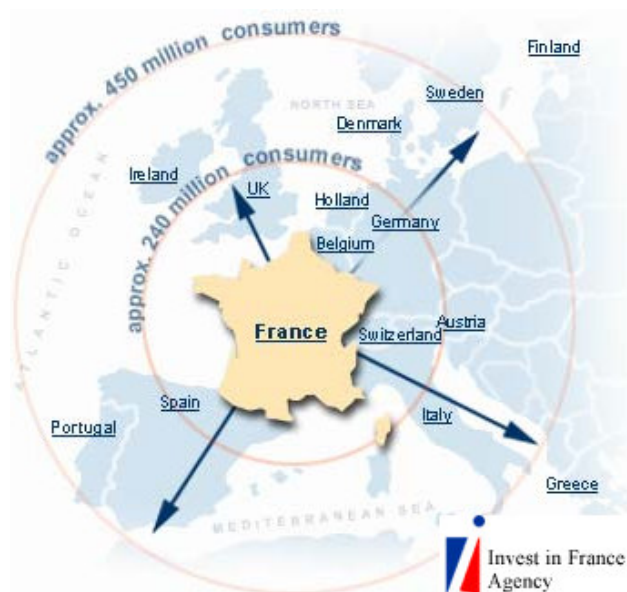 approx. 450 million consumers
Finland
Sweden
NORTH SEA
Denmark
approx. 240 million consumers
Ireland
UK
Holland
Germany
Belgium
ATLANTIC OCEAN
France
Switzerland
Austria
Spain
Italy
Portugal
Greece
MEDITERRANEAN SEA
Invest in France
Agency